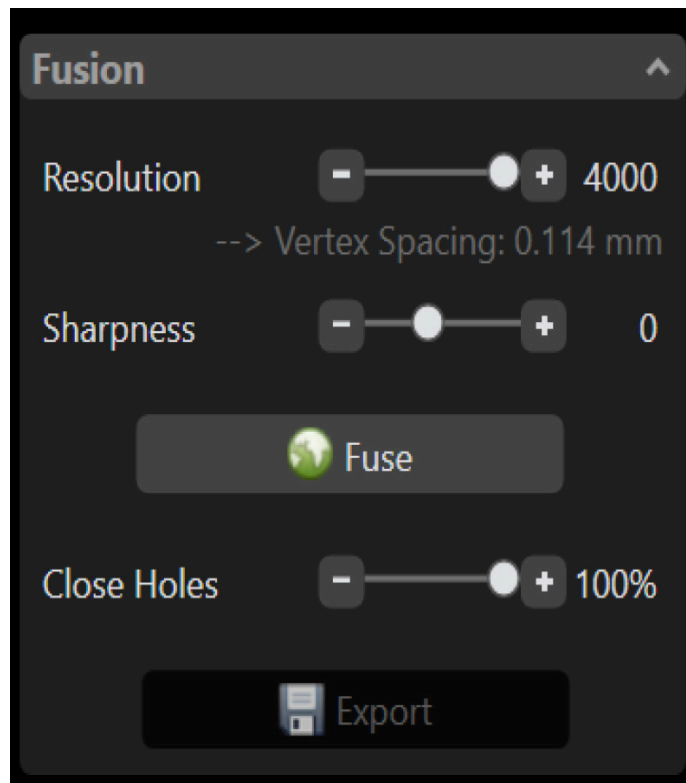 Fusion
Resolution - + 4000
--> Vertex Spacing: 0.114 mm
Sharpness - + 0
Fuse
Close Holes - + 100%
Export